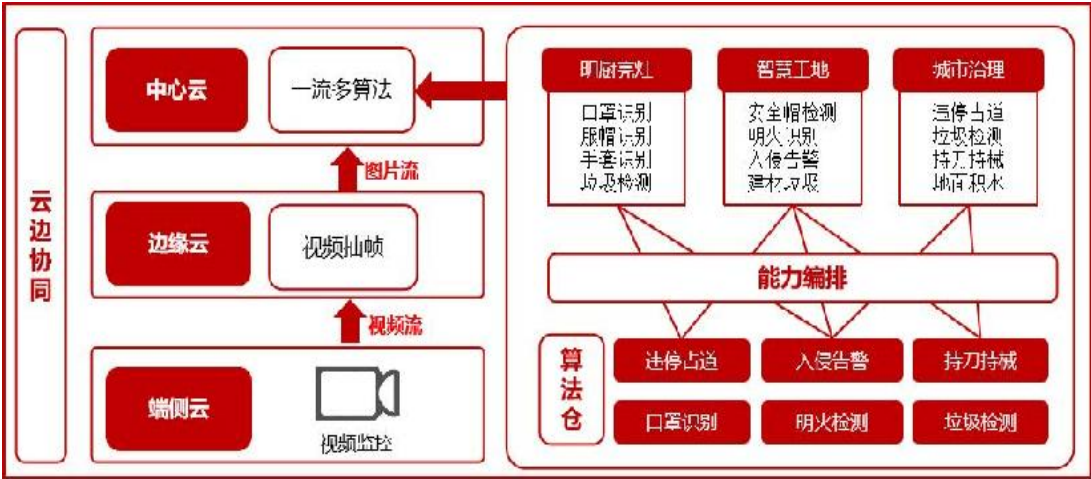 云边协同
中心云
一流多算法
图片流
边缘云
视频抽帧
视频流
端侧云
视频监控
明厨亮灶
口罩识别
服帽识别
手套识别
垃圾检测
智慧工地
安全帽检测
明火识别
入侵告警
建材垃圾
城市治理
违停占道
垃圾检测
持刀持械
地面积水
能力编排
算法仓
违停占道
入侵告警
持刀持械
口罩识别
明火检测
垃圾检测